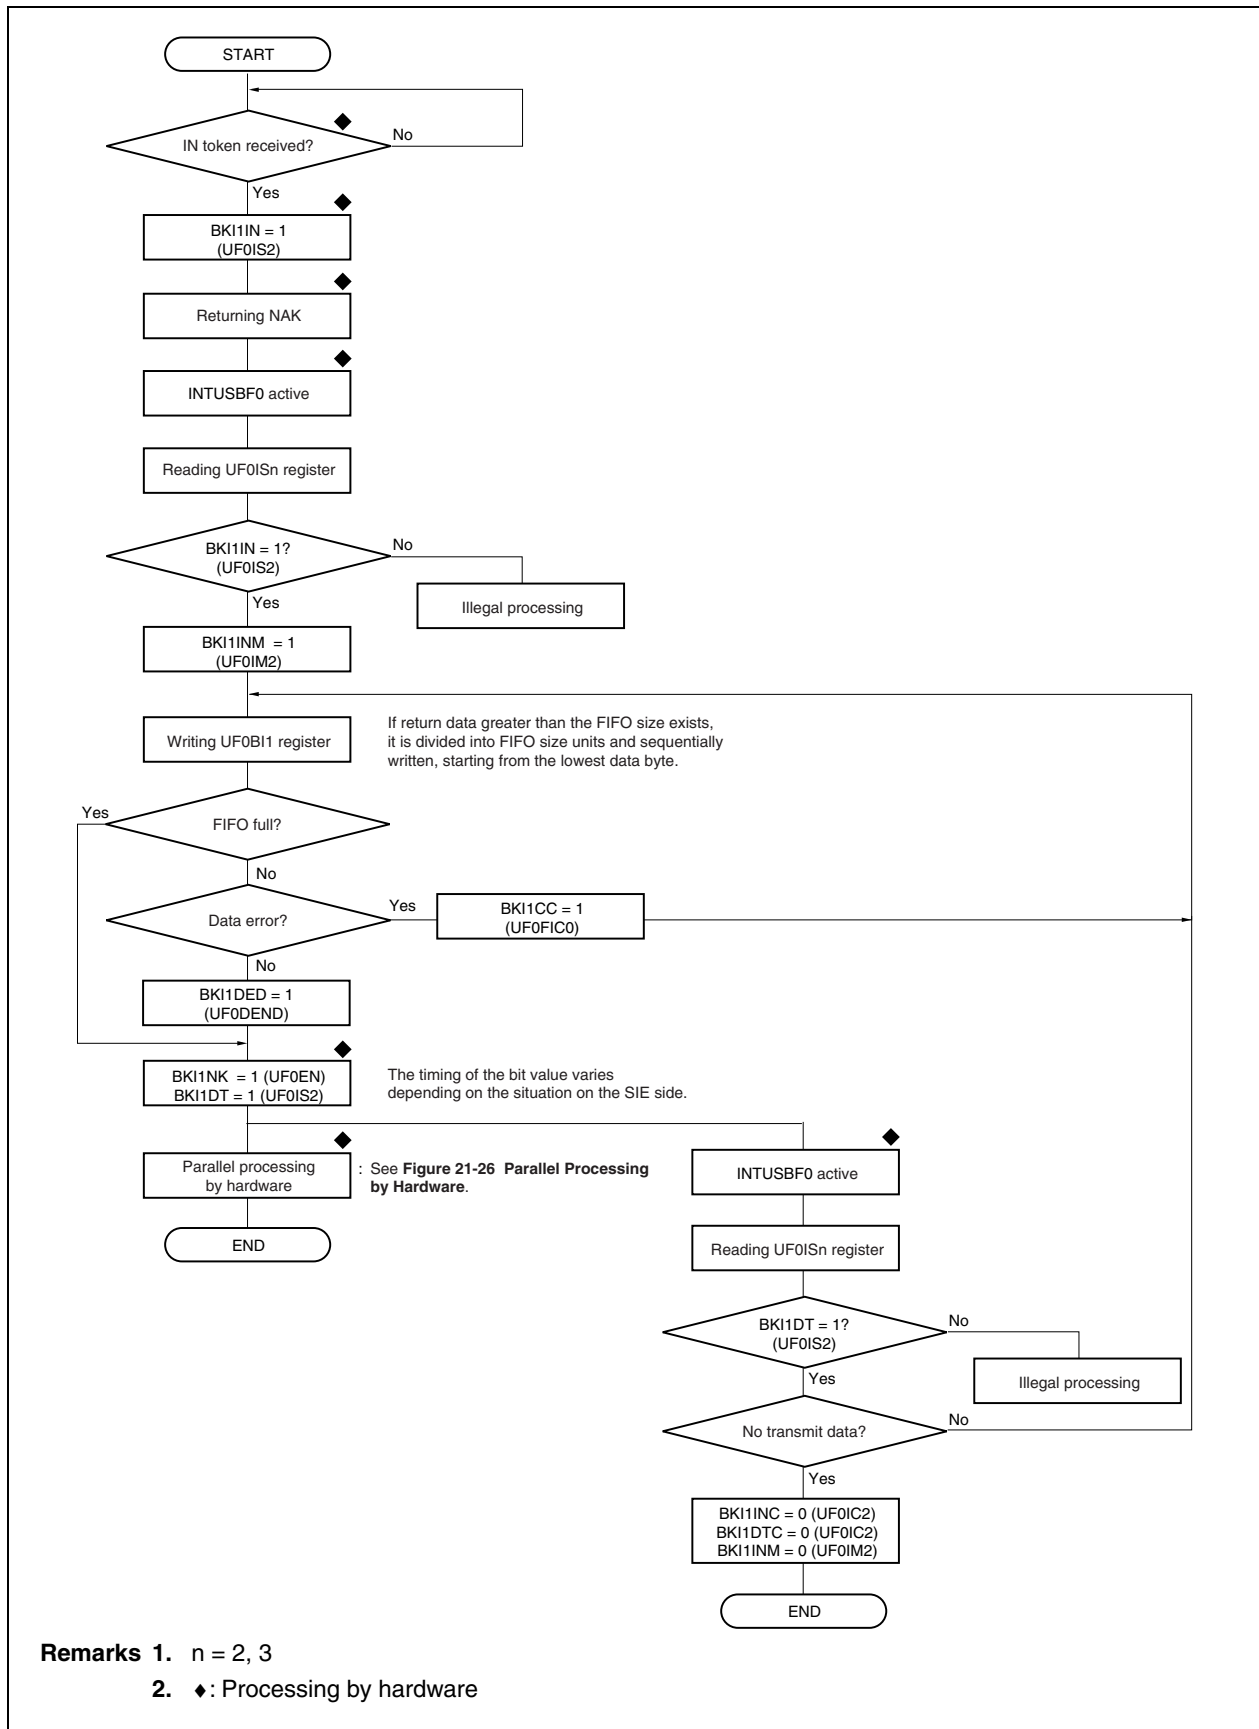 START
IN token received?
No
Yes
BKI1IN = 1
(UF0IS2)
Returning NAK
INTUSBF0 active
Reading UF0ISn register
BKI1IN = 1?
(UF0IS2)
No
Illegal processing
Yes
BKI1INM = 1
(UF0IM2)
Writing UF0BI1 register
If return data greater than the FIFO size exists,
it is divided into FIFO size units and sequentially
written, starting from the lowest data byte.
Yes
FIFO full?
No
Data error?
Yes
BKI1CC = 1
(UF0FIC0)
No
BKI1DED = 1
(UF0DEND)
BKI1NK = 1 (UF0EN)
BKI1DT = 1 (UF0IS2)
The timing of the bit value varies
depending on the situation on the SIE side.
Parallel processing
by hardware
: See Figure 21-26 Parallel Processing
by Hardware.
END
INTUSBF0 active
Reading UF0ISn register
BKI1DT = 1?
(UF0IS2)
No
Illegal processing
Yes
No transmit data?
No
Yes
BKI1INC = 0 (UF0IC2)
BKI1DTC = 0 (UF0IC2)
BKI1INM = 0 (UF0IM2)
END
Remarks 1. n = 2, 3
2. ♦: Processing by hardware